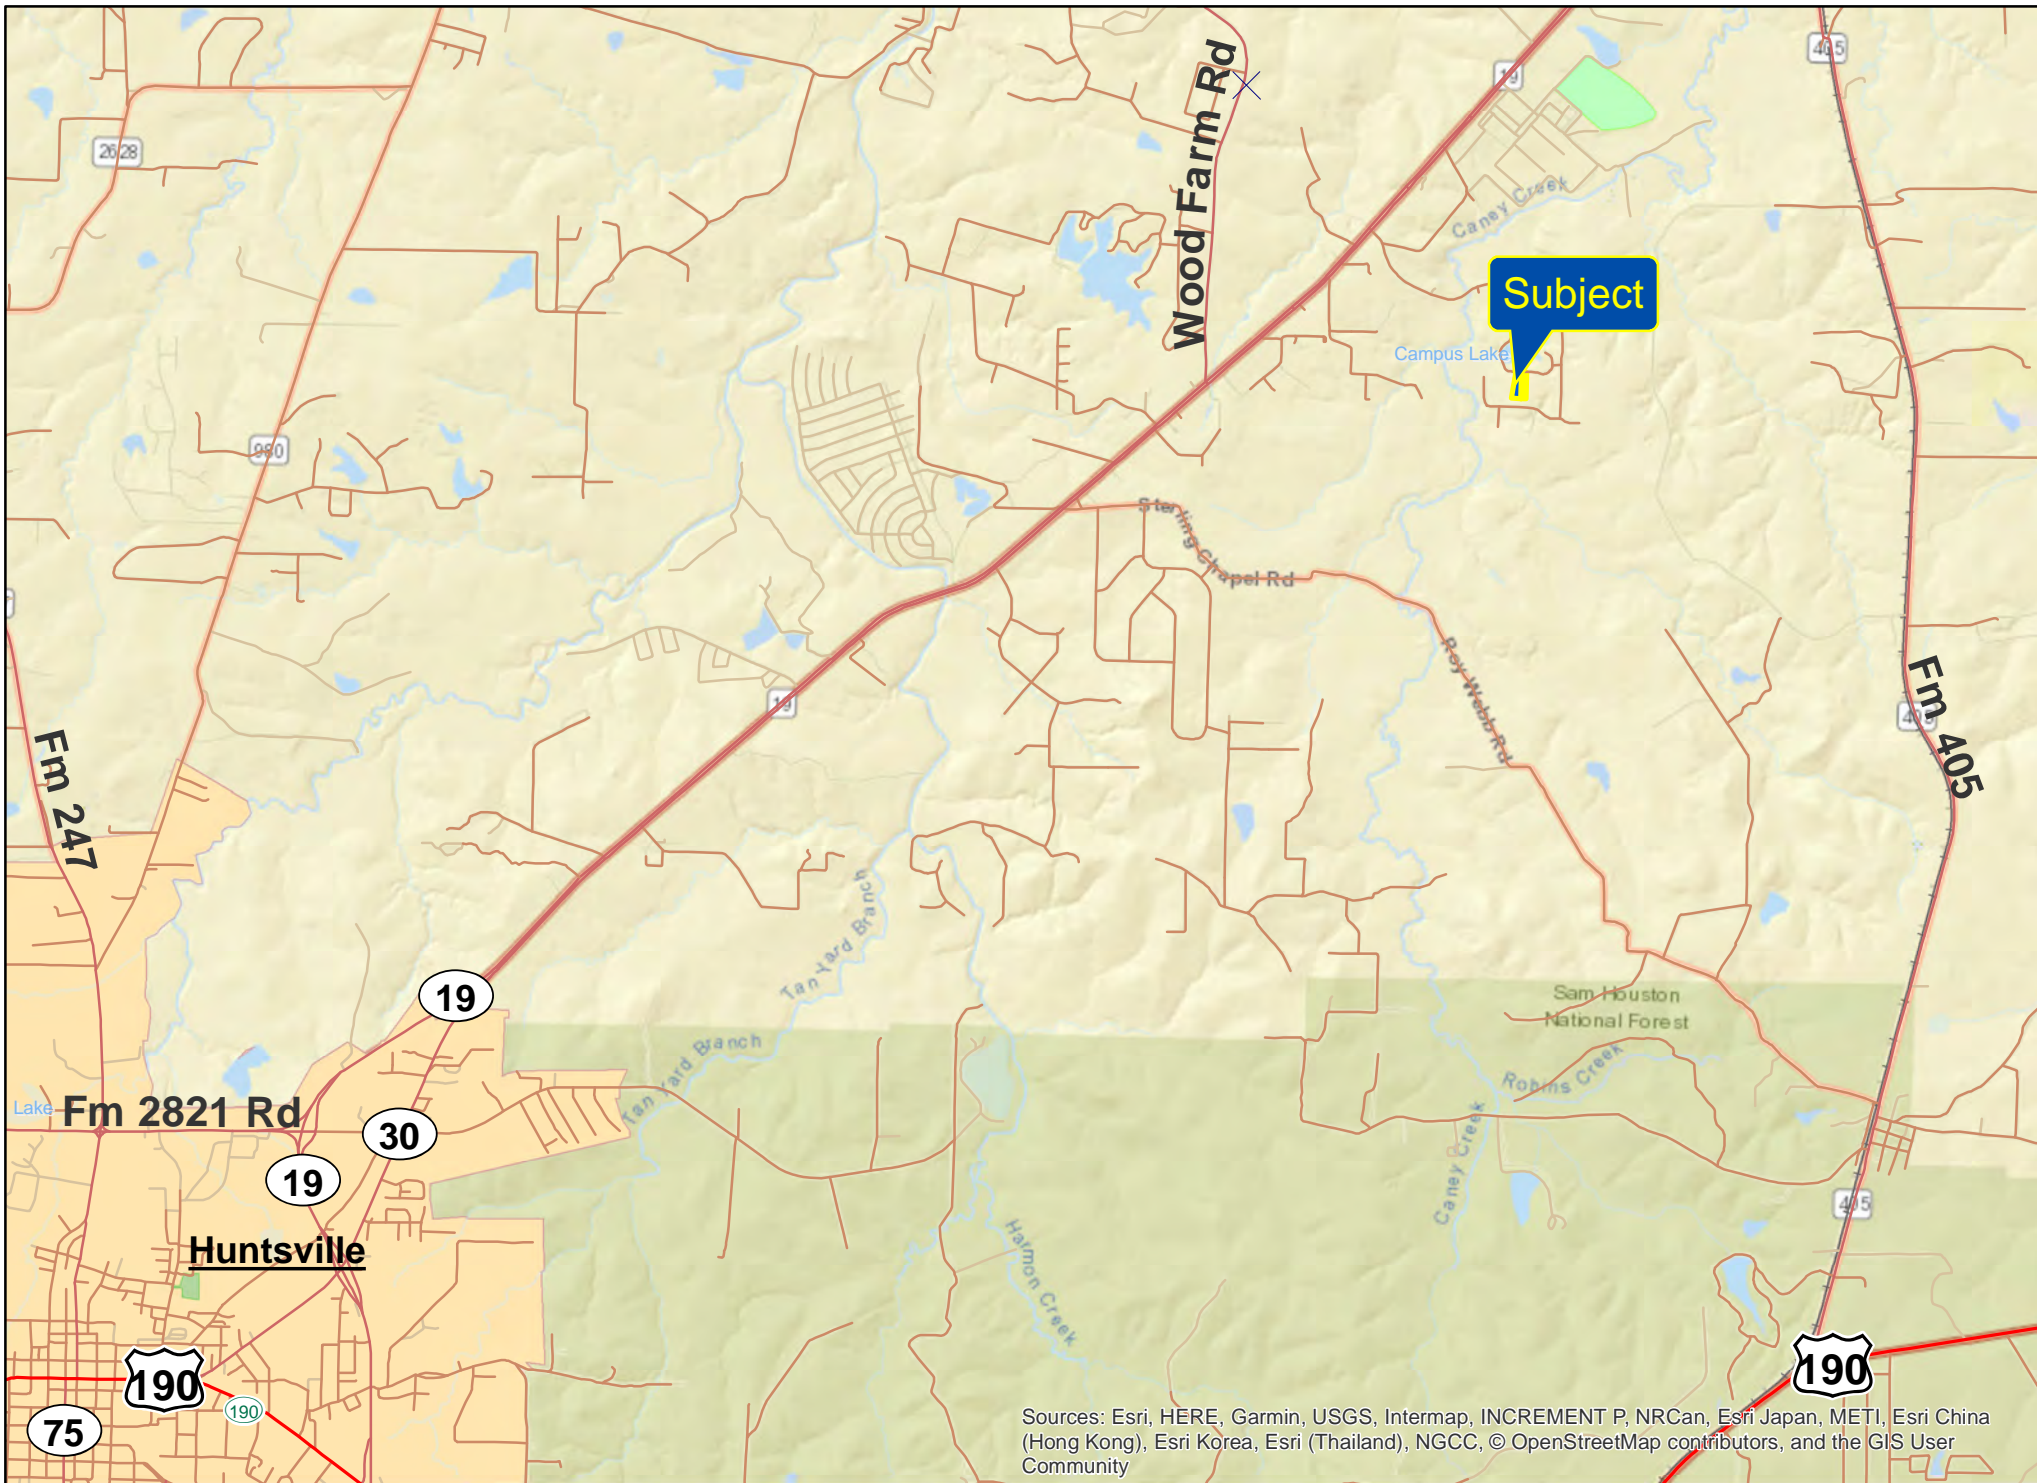 405
19
Wood Farm Rd
2628
Caney Creek
Subject
Campus Lake
980
Sterling Chapel Rd
Roy Webb Rd
Fm 405
405
19
Fm 247
Tan Yard Branch
19
Sam Houston
National Forest
Tan Yard Branch
Robins Creek
Lake
Fm 2821 Rd
30
Caney Creek
19
405
Harmon Creek
Huntsville
190
190
190
75
Sources: Esri, HERE, Garmin, USGS, Intermap, INCREMENT P, NRCan, Esri Japan, METI, Esri China
(Hong Kong), Esri Korea, Esri (Thailand), NGCC, © OpenStreetMap contributors, and the GIS User
Community